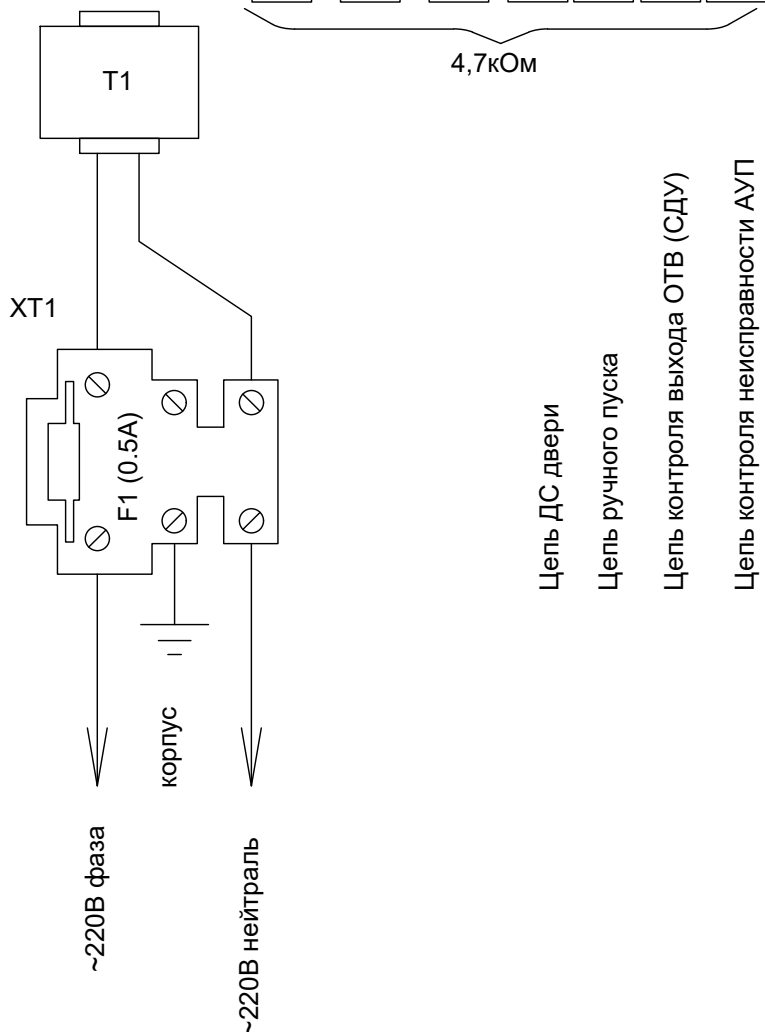 T1
4,7кОм
XT1
F1 (0.5A)
корпус
~220В фаза
~220В нейтраль
Цепь ДС двери
Цепь ручного пуска
Цепь контроля выхода ОТВ (СДУ)
Цепь контроля неисправности АУП